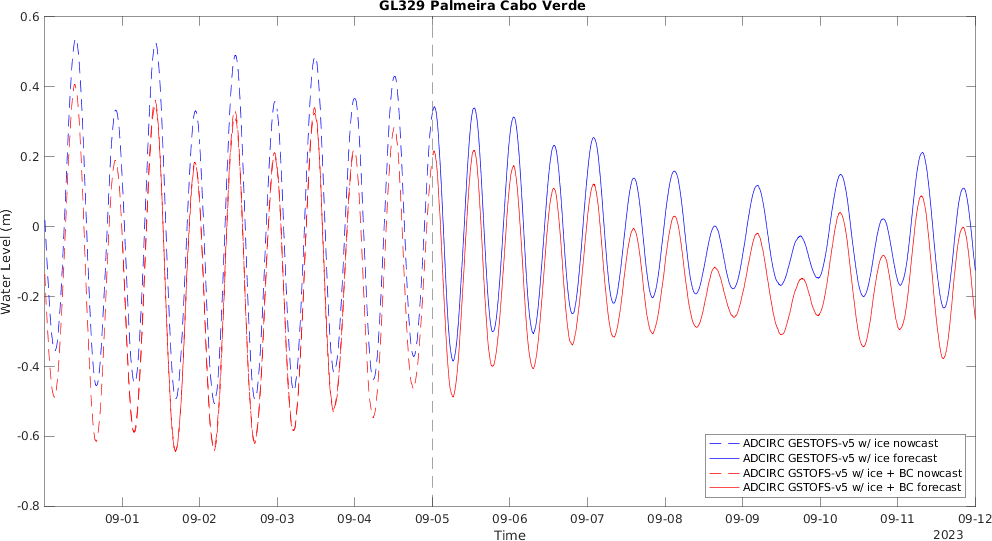 GL329 Palmeira Cabo Verde
0.6
0.4
0.2
0
-0.2
-0.4
-0.6
-0.8
Water Level (m)
ADCIRC GESTOFS-v5 w/ ice nowcast
ADCIRC GESTOFS-v5 w/ ice forecast
ADCIRC GSTOFS-v5 w/ ice + BC nowcast
ADCIRC GSTOFS-v5 w/ ice + BC forecast
09-01 09-02 09-03 09-04 09-05 09-06 09-07 09-08 09-09 09-10 09-11 09-12
Time
2023